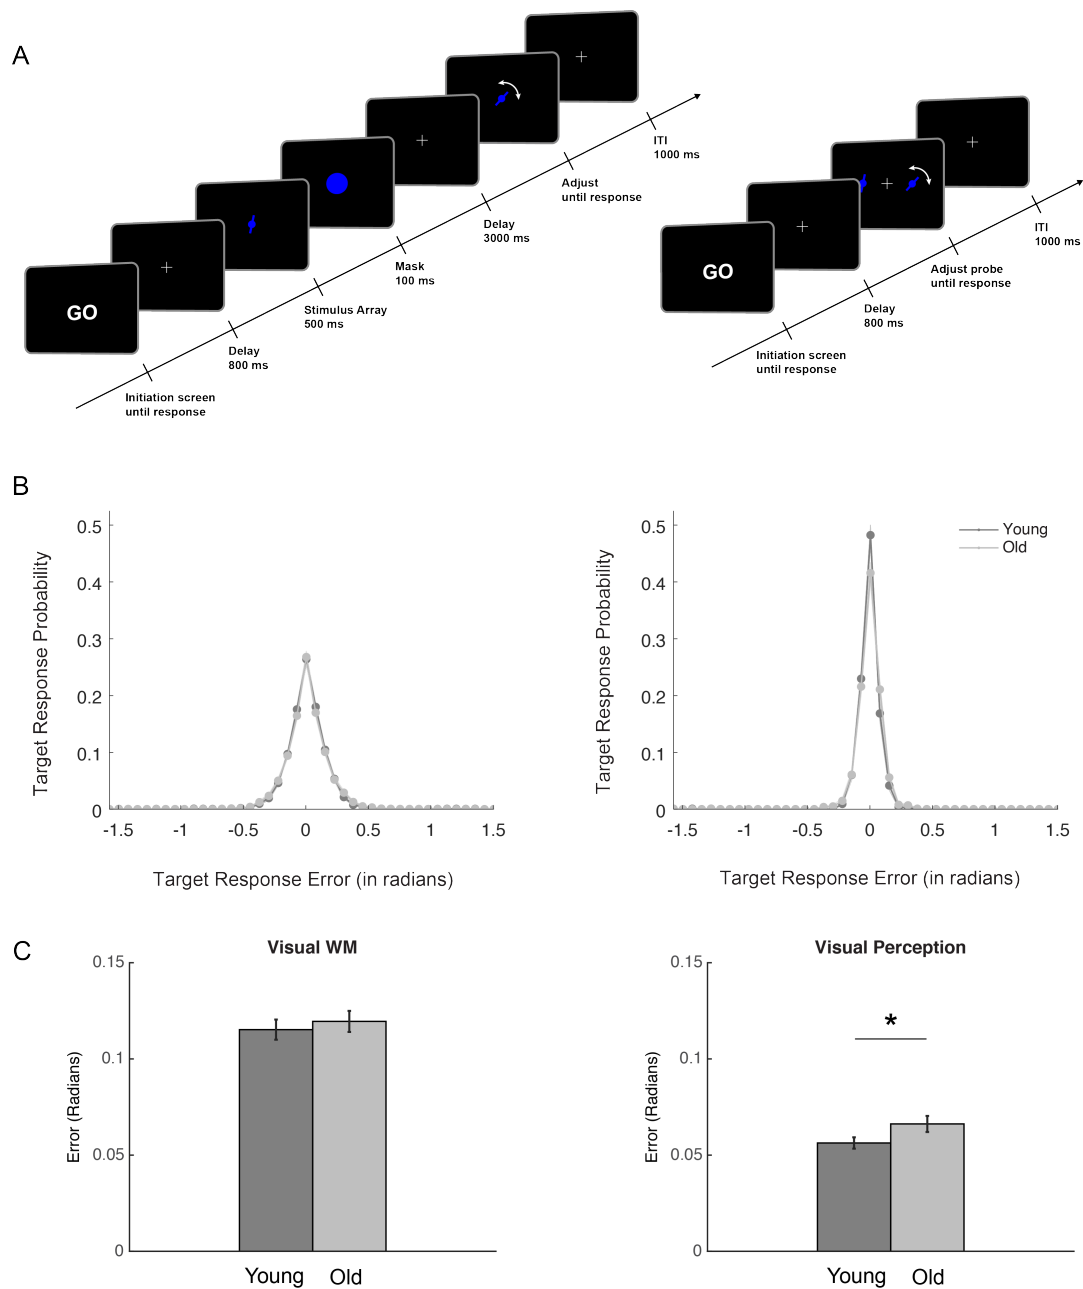 A
GO
Initiation screen
until response
Delay
800 ms
Stimulus Array
500 ms
Mask
100 ms
Delay
3000 ms
Adjust
until response
ITI
1000 ms
GO
Initiation screen
until response
Delay
800 ms
Adjust probe
until response
ITI
1000 ms
B
Target Response Probability
0.5
0.4
0.3
0.2
0.1
0
-1.5 -1 -0.5 0 0.5 1 1.5
Target Response Error (in radians)
Target Response Probability
0.5
0.4
0.3
0.2
0.1
0
-1.5 -1 -0.5 0 0.5 1 1.5
Target Response Error (in radians)
Young
Old
C
Visual WM
Error (Radians)
0.15
0.1
0.05
0
Young Old
Visual Perception
Error (Radians)
0.15
0.1
0.05
0
*
Young Old